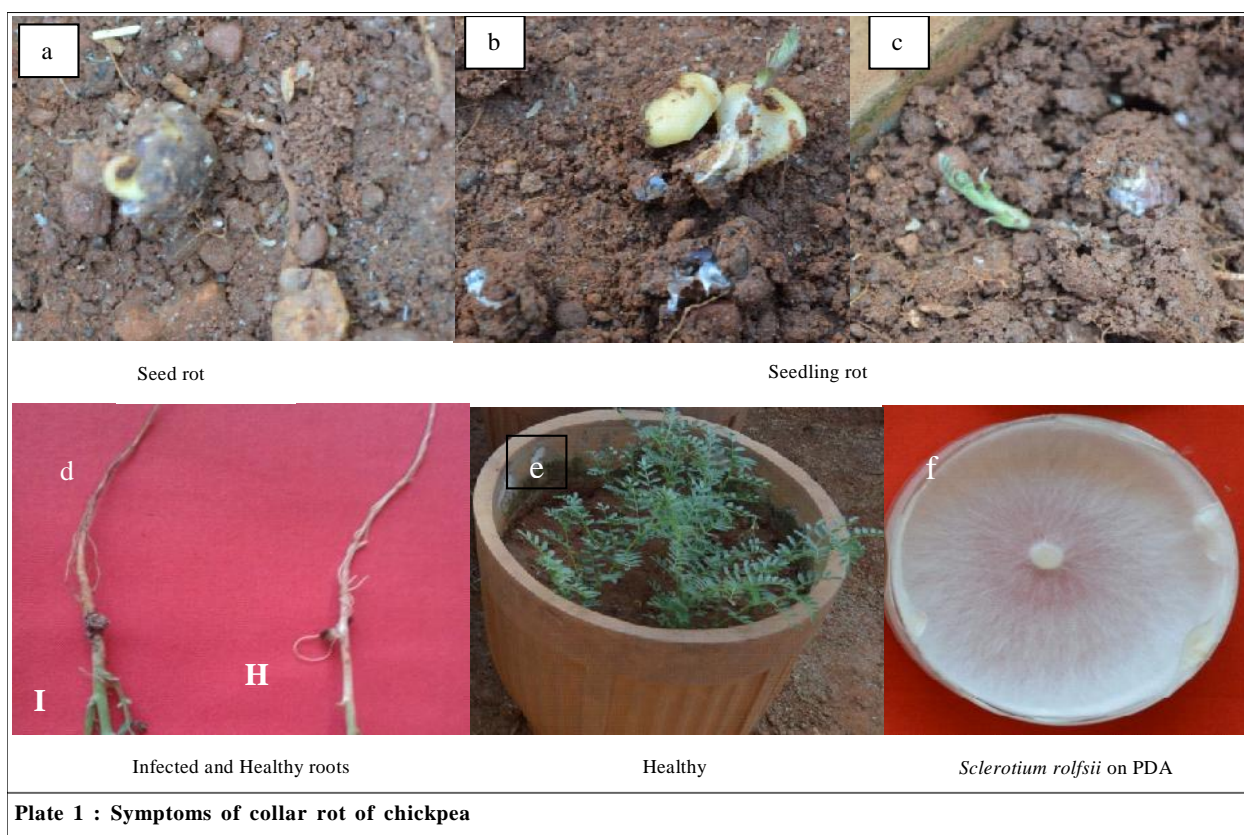 a
b
c
Seed rot
Seedling rot
d
e
f
I
H
Infected and Healthy roots
Healthy
Sclerotium rolfsii on PDA
Plate 1 : Symptoms of collar rot of chickpea